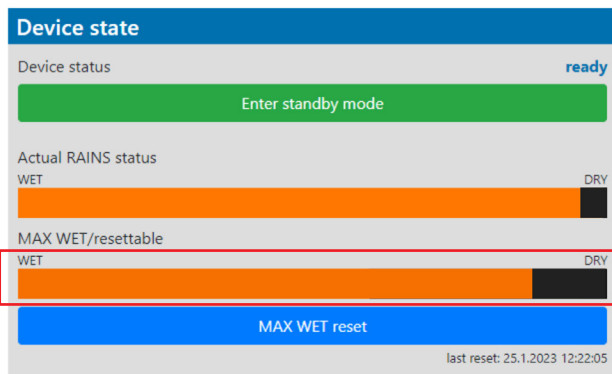 Device state
Device status ready
Enter standby mode
Actual RAINS status
WET DRY
MAX WET/resettable
WET DRY
MAX WET reset
last reset: 25.1.2023 12:22:05